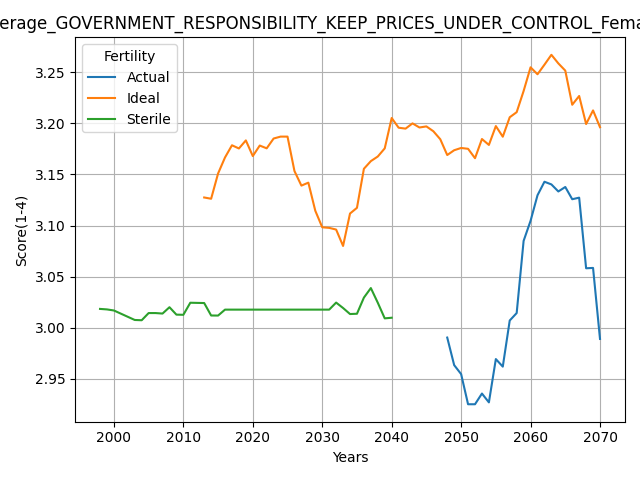 erage_GOVERNMENT_RESPONSIBILITY_KEEP_PRICES_UNDER_CONTROL_Fema
Fertility
Actual
Ideal
Sterile
Score(1-4)
3.25
3.20
3.15
3.10
3.05
3.00
2.95
2000 2010 2020 2030 2040 2050 2060 2070
Years